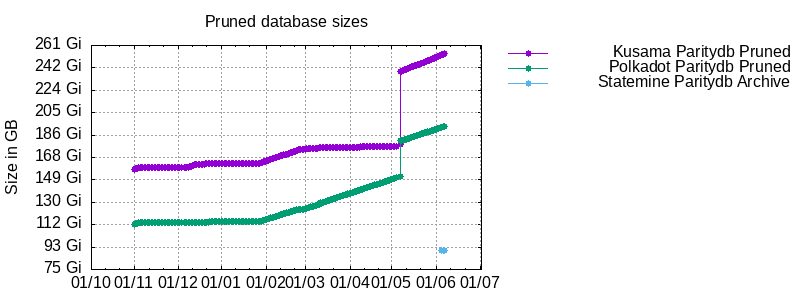 Pruned database sizes
Kusama Paritydb Pruned
Polkadot Paritydb Pruned
Statemine Paritydb Archive
Size in GB
261 Gi
242 Gi
224 Gi
205 Gi
186 Gi
168 Gi
149 Gi
130 Gi
112 Gi
93 Gi
75 Gi
01/10 01/11 01/12 01/01 01/02 01/03 01/04 01/05 01/06 01/07